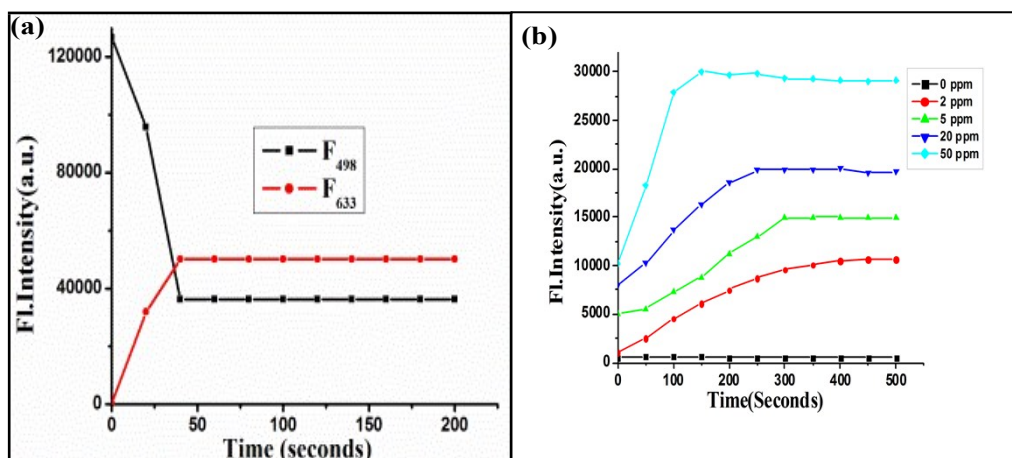 (a)
120000
80000
40000
0
Fl.Intensity(a.u.)
F498
F633
0 50 100 150 200
Time (seconds)
(b)
30000
25000
20000
15000
10000
5000
0
Fl.Intensity(a.u.)
0 ppm
2 ppm
5 ppm
20 ppm
50 ppm
0 100 200 300 400 500
Time(Seconds)